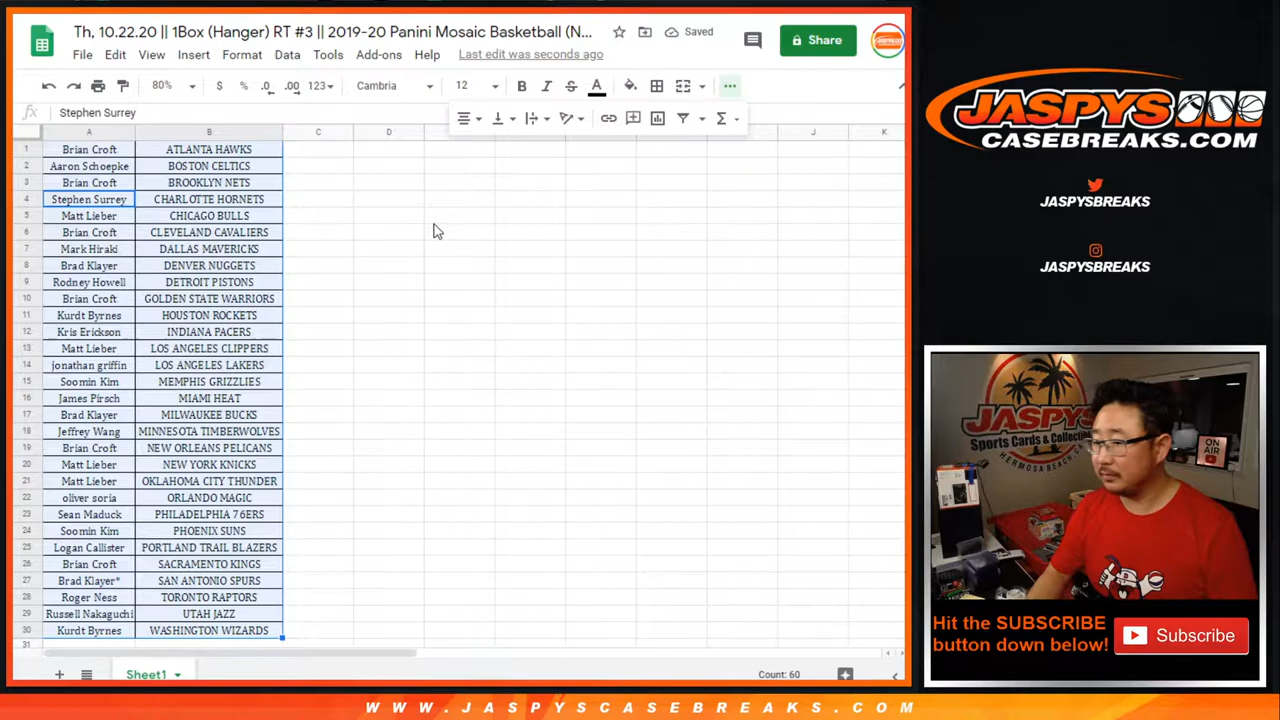 Th, 10.22.20 || 1Box (Hanger) RT #3 || 2019-20 Panini Mosaic Basketball (N...
Saved
Share
File Edit View Insert Format Data Tools Add-ons Help Last edit was seconds ago
80% $ % .0 .00 123 Cambria 12 B I S A
fx Stephen Surrey
A B C D J K
1 Brian Croft ATLANTA HAWKS
2 Aaron Schoepke BOSTON CELTICS
3 Brian Croft BROOKLYN NETS
4 Stephen Surrey CHARLOTTE HORNETS
5 Matt Lieber CHICAGO BULLS
6 Brian Croft CLEVELAND CAVALIERS
7 Mark Hiraki DALLAS MAVERICKS
8 Brad Klayer DENVER NUGGETS
9 Rodney Howell DETROIT PISTONS
10 Brian Croft GOLDEN STATE WARRIORS
11 Kurdt Byrnes HOUSTON ROCKETS
12 Kris Erickson INDIANA PACERS
13 Matt Lieber LOS ANGELES CLIPPERS
14 jonathan griffin LOS ANGELES LAKERS
15 Soomin Kim MEMPHIS GRIZZLIES
16 James Pirsch MIAMI HEAT
17 Brad Klayer MILWAUKEE BUCKS
18 Jeffrey Wang MINNESOTA TIMBERWOLVES
19 Brian Croft NEW ORLEANS PELICANS
20 Matt Lieber NEW YORK KNICKS
21 Matt Lieber OKLAHOMA CITY THUNDER
22 oliver soria ORLANDO MAGIC
23 Sean Maduck PHILADELPHIA 76ERS
24 Soomin Kim PHOENIX SUNS
25 Logan Callister PORTLAND TRAIL BLAZERS
26 Brian Croft SACRAMENTO KINGS
27 Brad Klayer* SAN ANTONIO SPURS
28 Roger Ness TORONTO RAPTORS
29 Russell Nakaguchi UTAH JAZZ
30 Kurdt Byrnes WASHINGTON WIZARDS
31
Sheet1
Count: 60
JASPYS
CASEBREAKS.COM
JASPYSBREAKS
JASPYSBREAKS
JASPYS
Sports Cards & Collectibl
HERMOSA BEACH, CA
ON AIR
Hit the SUBSCRIBE
button down below!
Subscribe
WWW.JASPYSCASEBREAKS.COM